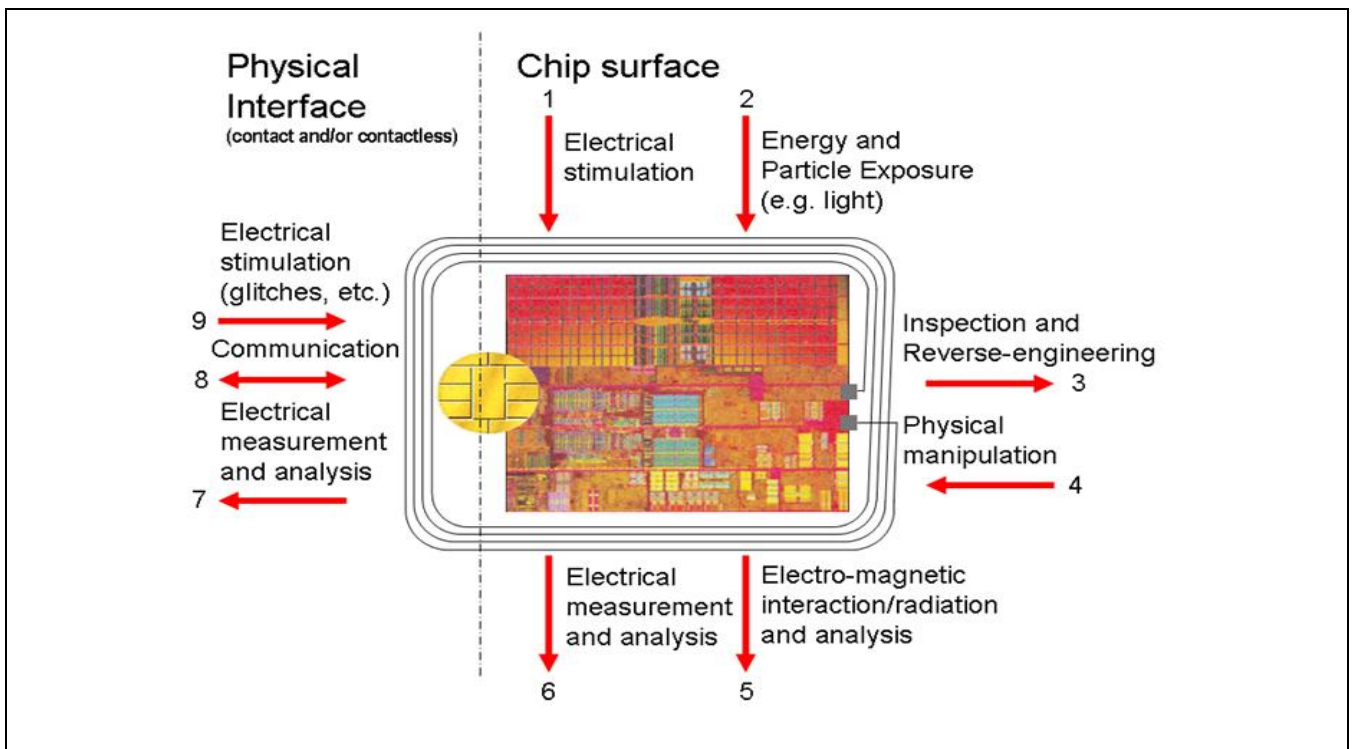 Physical
Interface
(contact and/or contactless)
Chip surface
1
2
Electrical
stimulation
Energy and
Particle Exposure
(e.g. light)
Electrical
stimulation
(glitches, etc.)
9
Communication
8
Electrical
measurement
and analysis
7
Inspection and
Reverse-engineering
3
Physical
manipulation
4
Electrical
measurement
and analysis
6
Electro-magnetic
interaction/radiation
and analysis
5